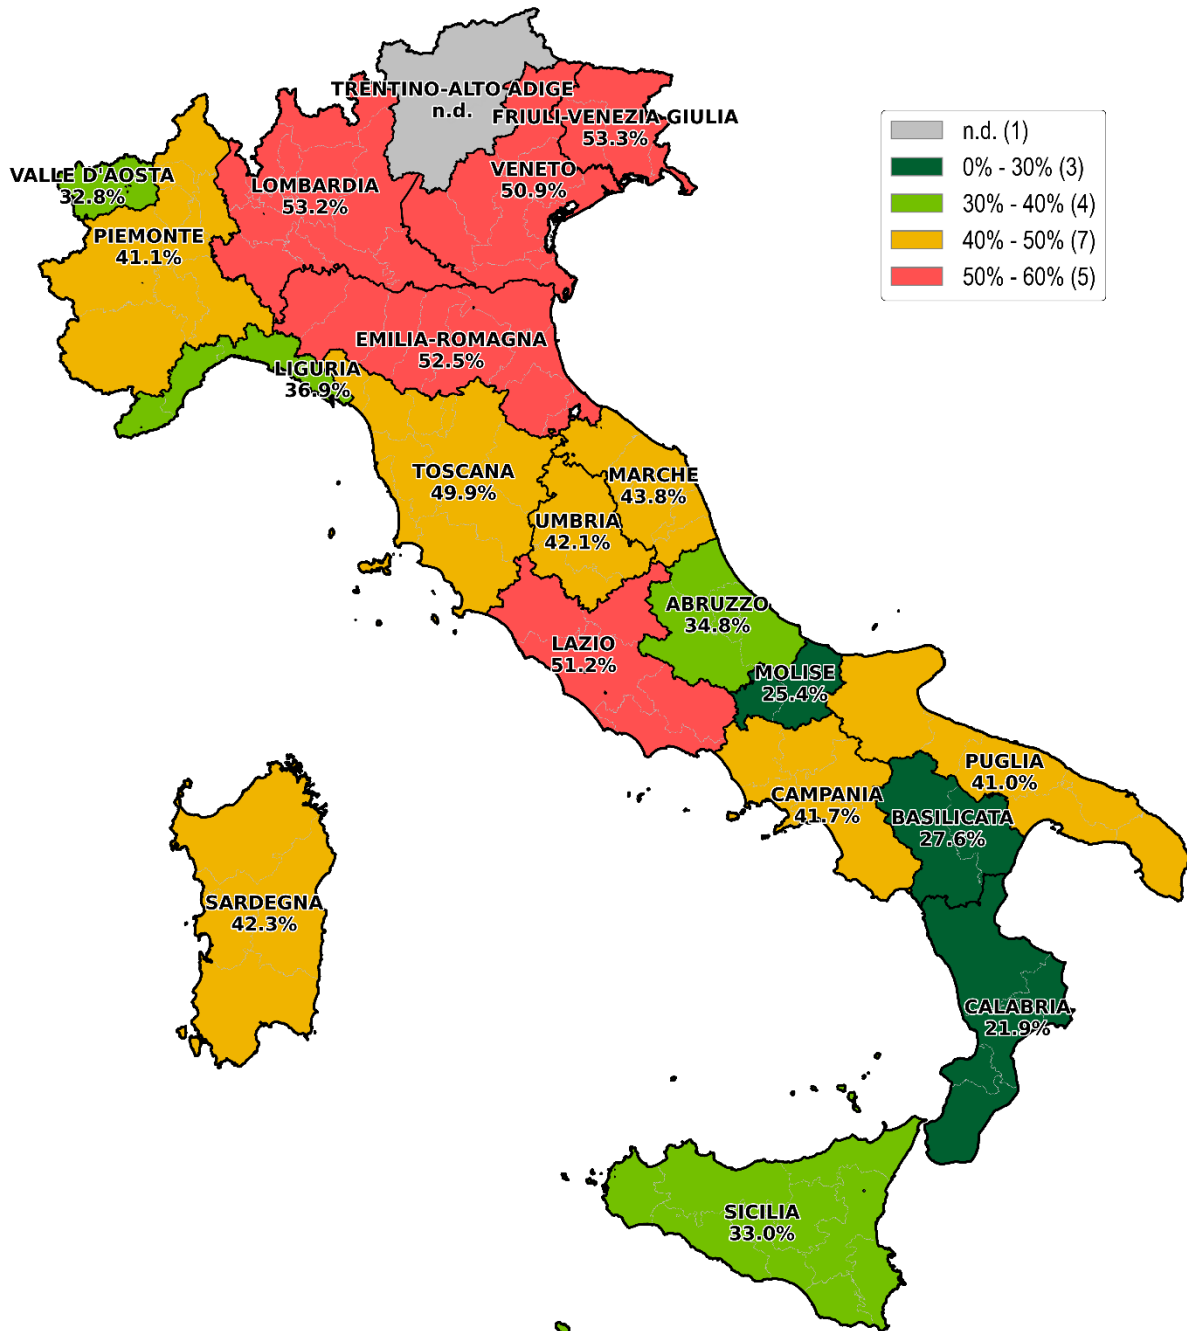 TRENTINO-ALTO ADIGE
n.d.
FRIULI-VENEZIA GIULIA
53.3%
VALLE D'AOSTA
32.8%
LOMBARDIA
53.2%
VENETO
50.9%
PIEMONTE
41.1%
EMILIA-ROMAGNA
52.5%
LIGURIA
36.9%
TOSCANA
49.9%
MARCHE
43.8%
UMBRIA
42.1%
ABRUZZO
34.8%
LAZIO
51.2%
MOLISE
25.4%
PUGLIA
41.0%
CAMPANIA
41.7%
BASILICATA
27.6%
SARDEGNA
42.3%
CALABRIA
21.9%
SICILIA
33.0%
n.d. (1)
0% - 30% (3)
30% - 40% (4)
40% - 50% (7)
50% - 60% (5)